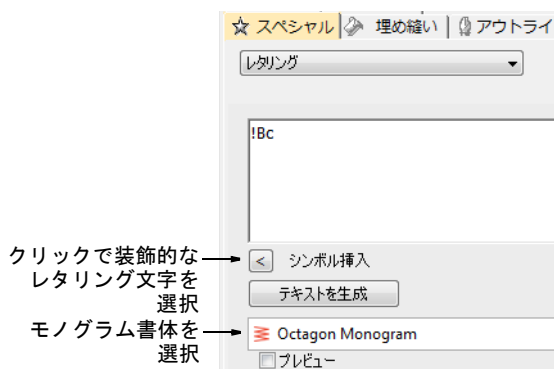 スペシャル 埋め縫い アウトライ
レタリング
!Bc
クリックで装飾的な
レタリング文字を
選択
< シンボル挿入
テキストを生成
モノグラム書体を
選択
Octagon Monogram
プレビュー